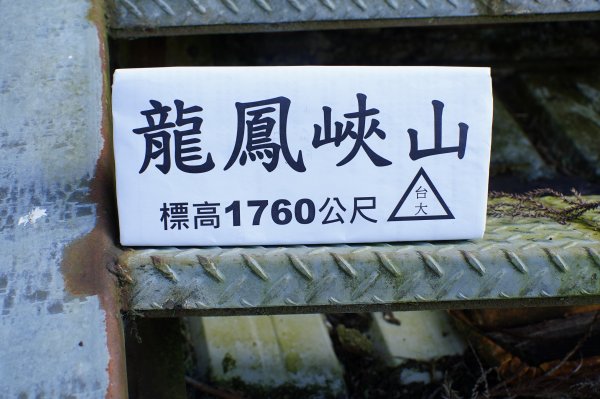 龍鳳峽山
標高1760公尺
台
大